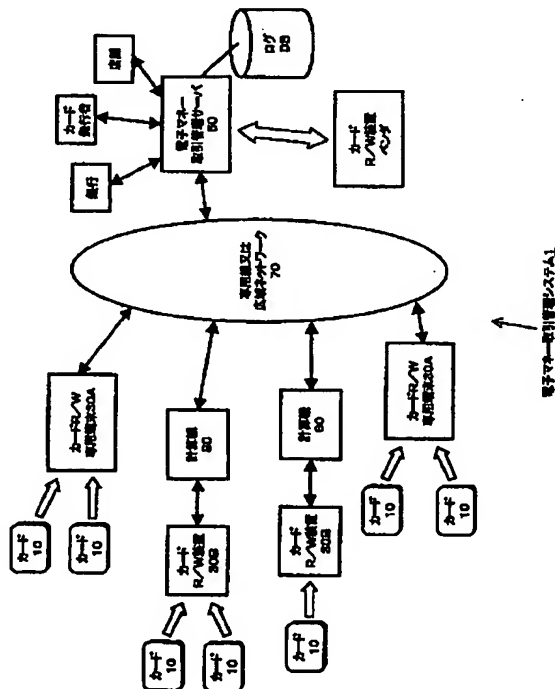 電子マネー取引管理システム1
カード
10
カード
10
カードR/W
専用端末30A
カード
10
カード
10
カード
R/W装置
30B
計算機
カード
10
カード
R/W装置
30B
計算機
カード
10
カード
10
カードR/W
専用端末30A
専用線又は
広域ネットワーク
70
銀行
カード
発行者
店舗
電子マネー
取引管理サーバ
ログ
DB
カード
R/W装置
ベンダ